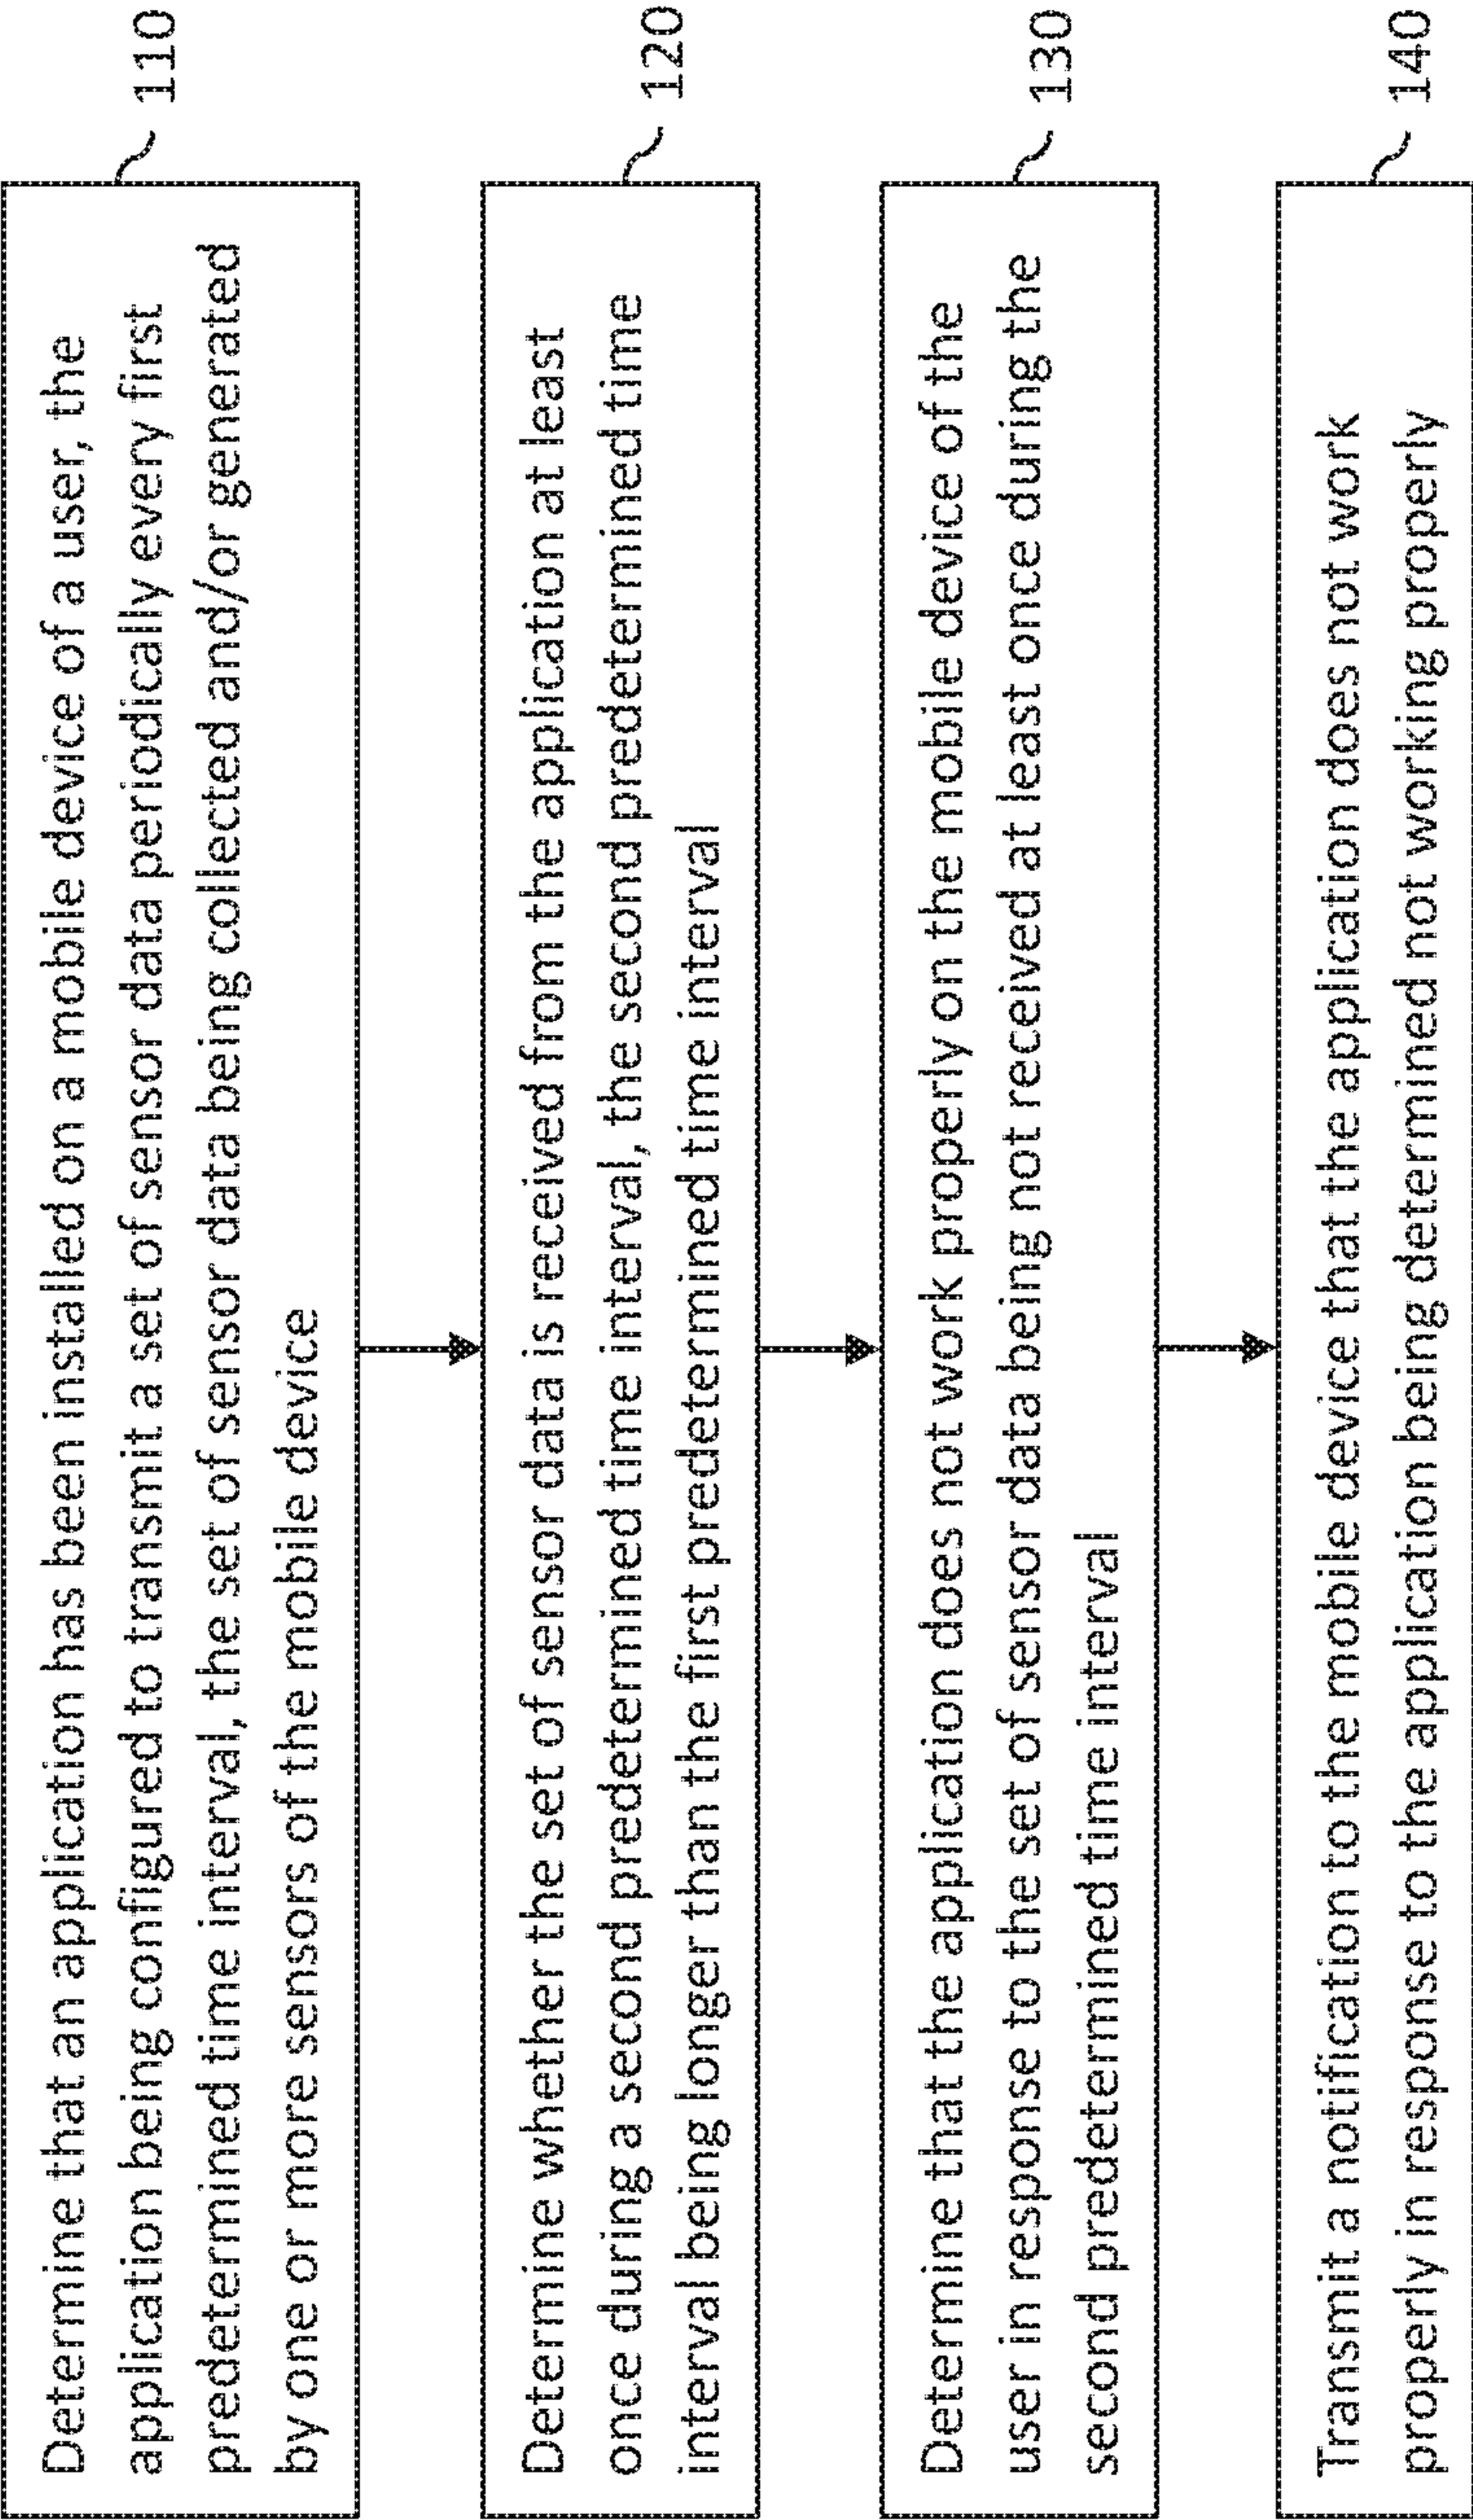 Determine that an application has been installed on a mobile device of a user, the
application being configured to transmit a set of sensor data periodically every first
predetermined time interval, the set of sensor data being collected and/or generated
by one or more sensors of the mobile device
110
Determine whether the set of sensor data is received from the application at least
once during a second predetermined time interval, the second predetermined time
interval being longer than the first predetermined time interval
120
Determine that the application does not work properly on the mobile device of the
user in response to the set of sensor data being not received at least once during the
second predetermined time interval
130
Transmit a notification to the mobile device that the application does not work
properly in response to the application being determined not working properly
140